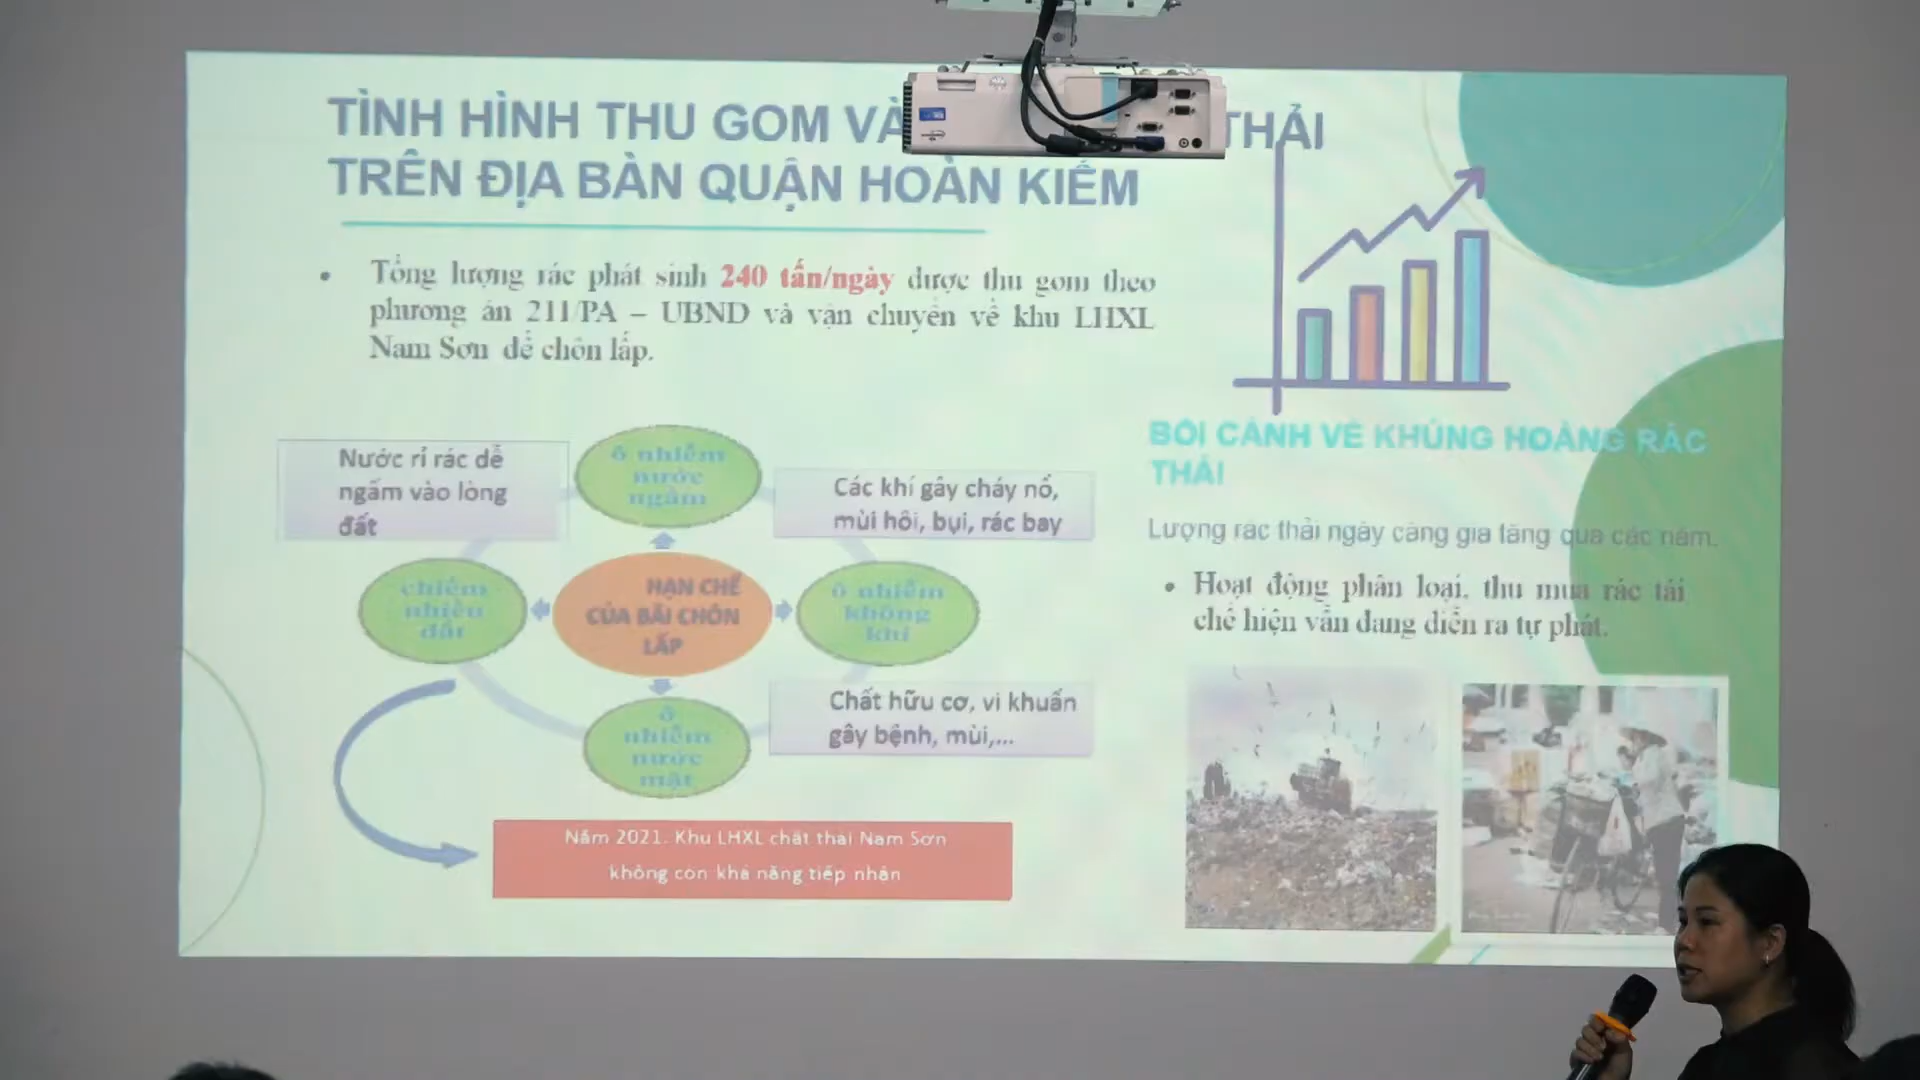 TÌNH HÌNH THU GOM VÀ THẢI
TRÊN ĐỊA BÀN QUẬN HOÀN KIẾM
Tổng lượng rác phát sinh 240 tấn/ngày được thu gom theo
phương án 211/PA – UBND và vận chuyển về khu LHXL
Nam Sơn để chôn lấp.
Nước rỉ rác dễ
ngấm vào lòng
đất
ô nhiễm
nước
ngầm
Các khí gây cháy nổ,
mùi hôi, bụi, rác bay
chiếm
nhiều
đất
HẠN CHẾ
CỦA BÃI CHÔN
LẤP
ô nhiễm
không
khí
ô
nhiễm
nước
mặt
Chất hữu cơ, vi khuẩn
gây bệnh, mùi,...
Năm 2021. Khu LHXL chất thải Nam Sơn
không còn khả năng tiếp nhận
BỐI CẢNH VỀ KHỦNG HOẢNG RÁC
THẢI
Lượng rác thải ngày càng gia tăng qua các năm.
Hoạt động phân loại, thu mua rác tái
chế hiện vẫn đang diễn ra tự phát.